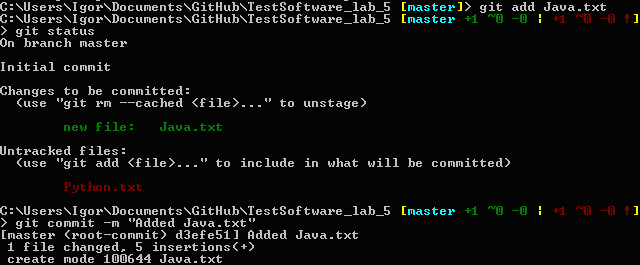 C:\Users\Igor\Documents\GitHub\TestSoftware_lab_5 [master]> git add Java.txt
C:\Users\Igor\Documents\GitHub\TestSoftware_lab_5 [master +1 ~0 -0 | +1 ~0 -0 !]
> git status
On branch master

Initial commit

Changes to be committed:
  (use "git rm --cached <file>..." to unstage)

        new file:   Java.txt

Untracked files:
  (use "git add <file>..." to include in what will be committed)

        Python.txt

C:\Users\Igor\Documents\GitHub\TestSoftware_lab_5 [master +1 ~0 -0 | +1 ~0 -0 !]
> git commit -m "Added Java.txt"
[master (root-commit) d3efe51] Added Java.txt
 1 file changed, 5 insertions(+)
 create mode 100644 Java.txt